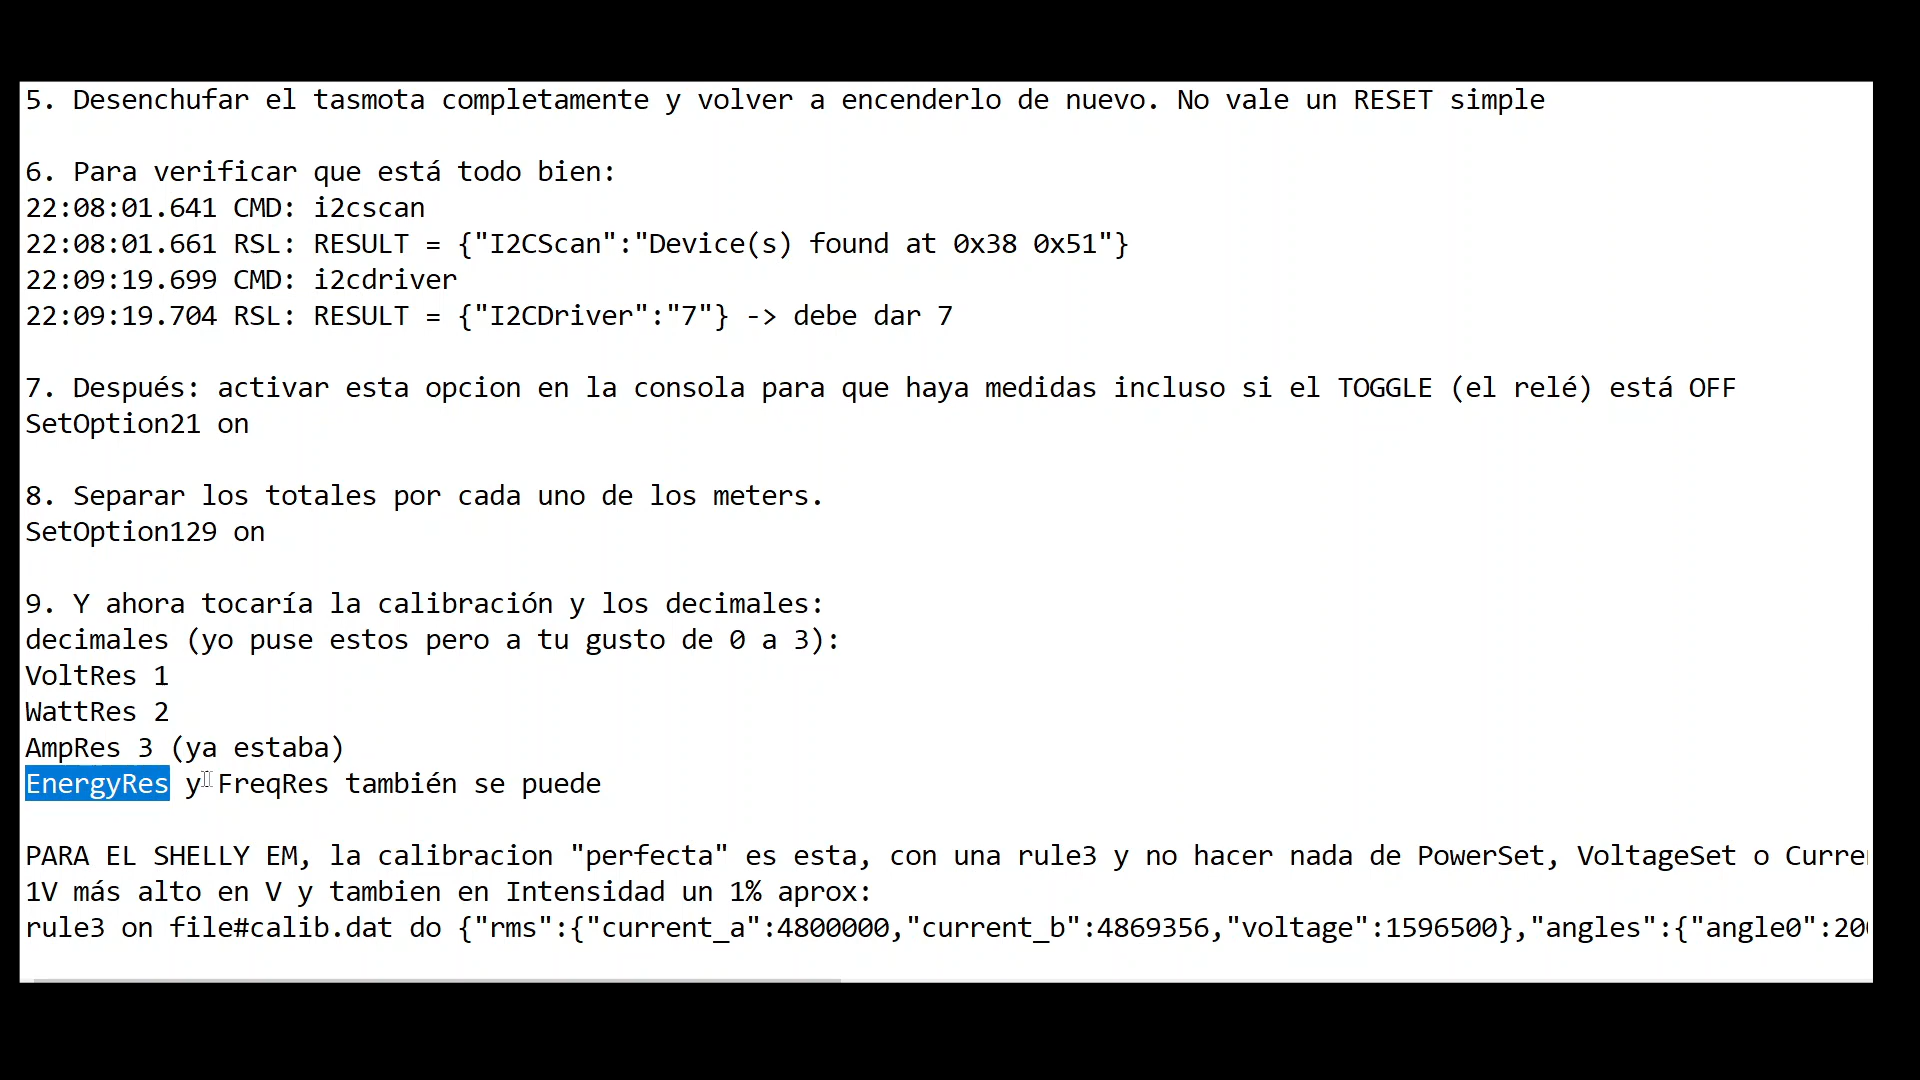 5. Desenchufar el tasmota completamente y volver a encenderlo de nuevo. No vale un RESET simple
6. Para verificar que está todo bien:
22:08:01.641 CMD: i2cscan
22:08:01.661 RSL: RESULT = {"I2CScan":"Device(s) found at 0x38 0x51"}
22:09:19.699 CMD: i2cdriver
22:09:19.704 RSL: RESULT = {"I2CDriver":"7"} -> debe dar 7
7. Después: activar esta opcion en la consola para que haya medidas incluso si el TOGGLE (el relé) está OFF
SetOption21 on
8. Separar los totales por cada uno de los meters.
SetOption129 on
9. Y ahora tocaría la calibración y los decimales:
decimales (yo puse estos pero a tu gusto de 0 a 3):
VoltRes 1
WattRes 2
AmpRes 3 (ya estaba)
EnergyRes y FreqRes también se puede
PARA EL SHELLY EM, la calibracion "perfecta" es esta, con una rule3 y no hacer nada de PowerSet, VoltageSet o Curre
1V más alto en V y tambien en Intensidad un 1% aprox:
rule3 on file#calib.dat do {"rms":{"current_a":4800000,"current_b":4869356,"voltage":1596500},"angles":{"angle0":20